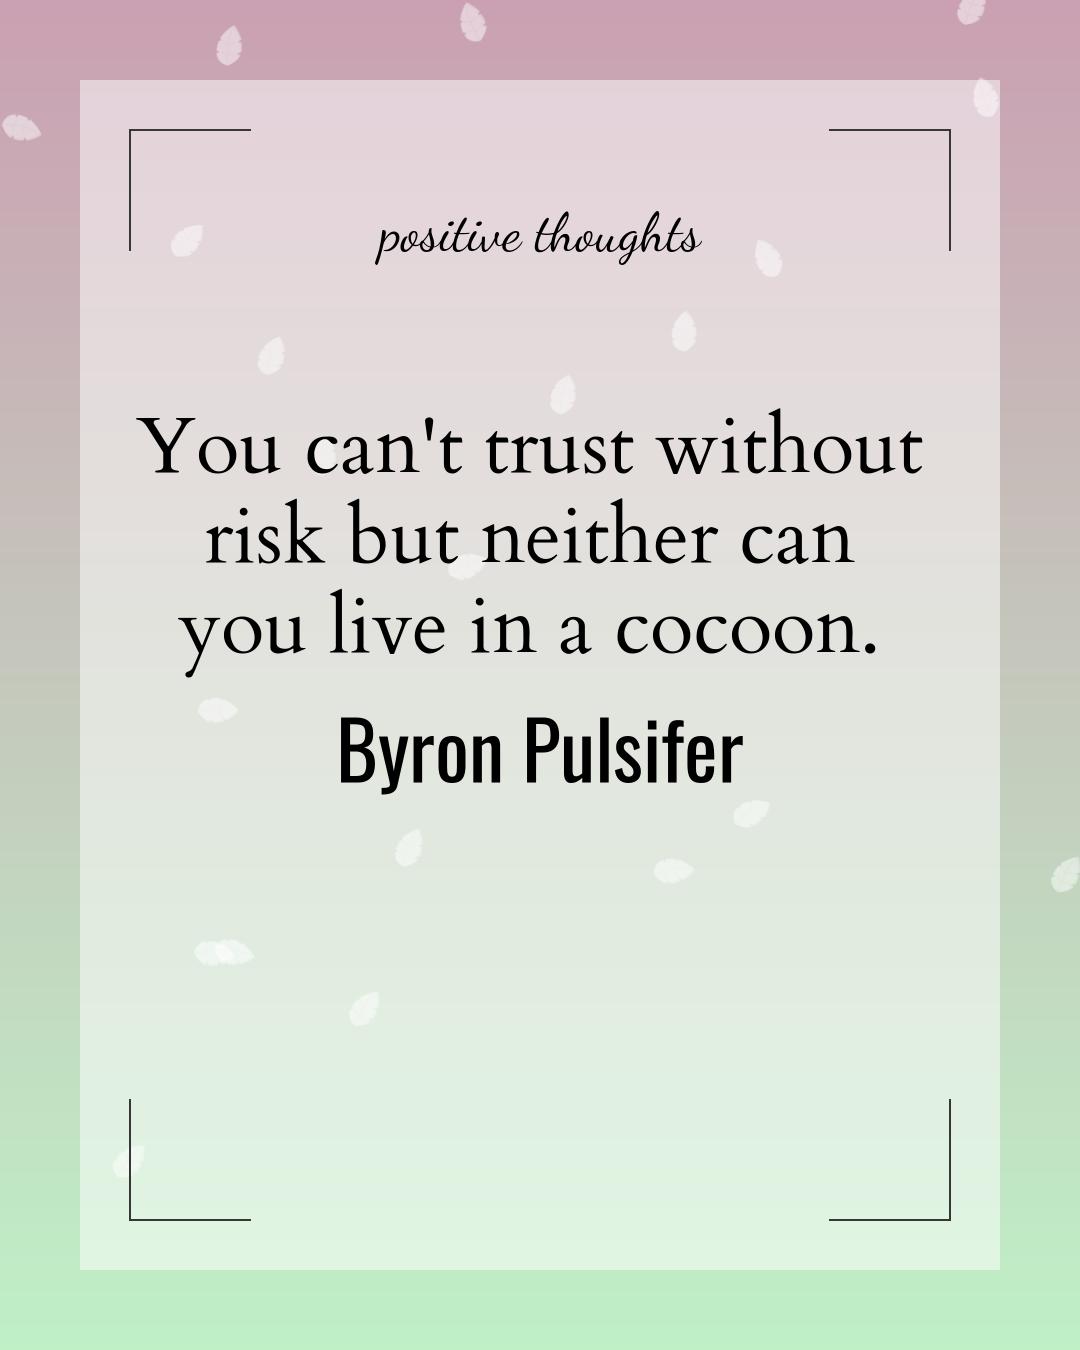 positive thoughts
You can't trust without
risk but neither can
you live in a cocoon.
Byron Pulsifer